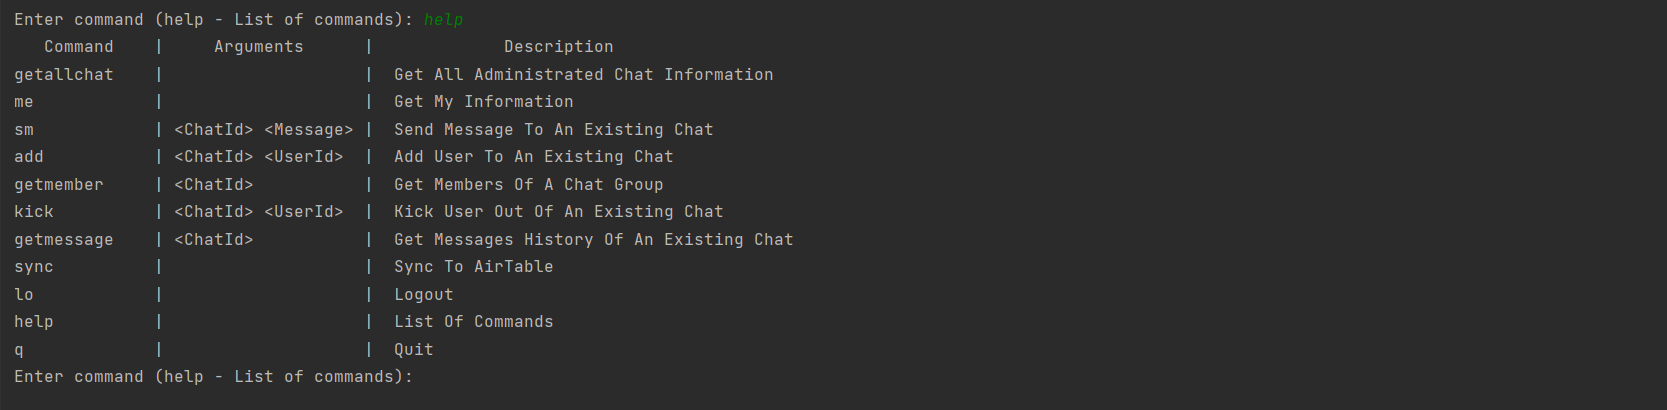 Enter command (help - List of commands): help
   Command    |     Arguments      |             Description
getallchat    |                    |  Get All Administrated Chat Information
me            |                    |  Get My Information
sm            | <ChatId> <Message> |  Send Message To An Existing Chat
add           | <ChatId> <UserId>  |  Add User To An Existing Chat
getmember     | <ChatId>           |  Get Members Of A Chat Group
kick          | <ChatId> <UserId>  |  Kick User Out Of An Existing Chat
getmessage    | <ChatId>           |  Get Messages History Of An Existing Chat
sync          |                    |  Sync To AirTable
lo            |                    |  Logout
help          |                    |  List Of Commands
q             |                    |  Quit
Enter command (help - List of commands):